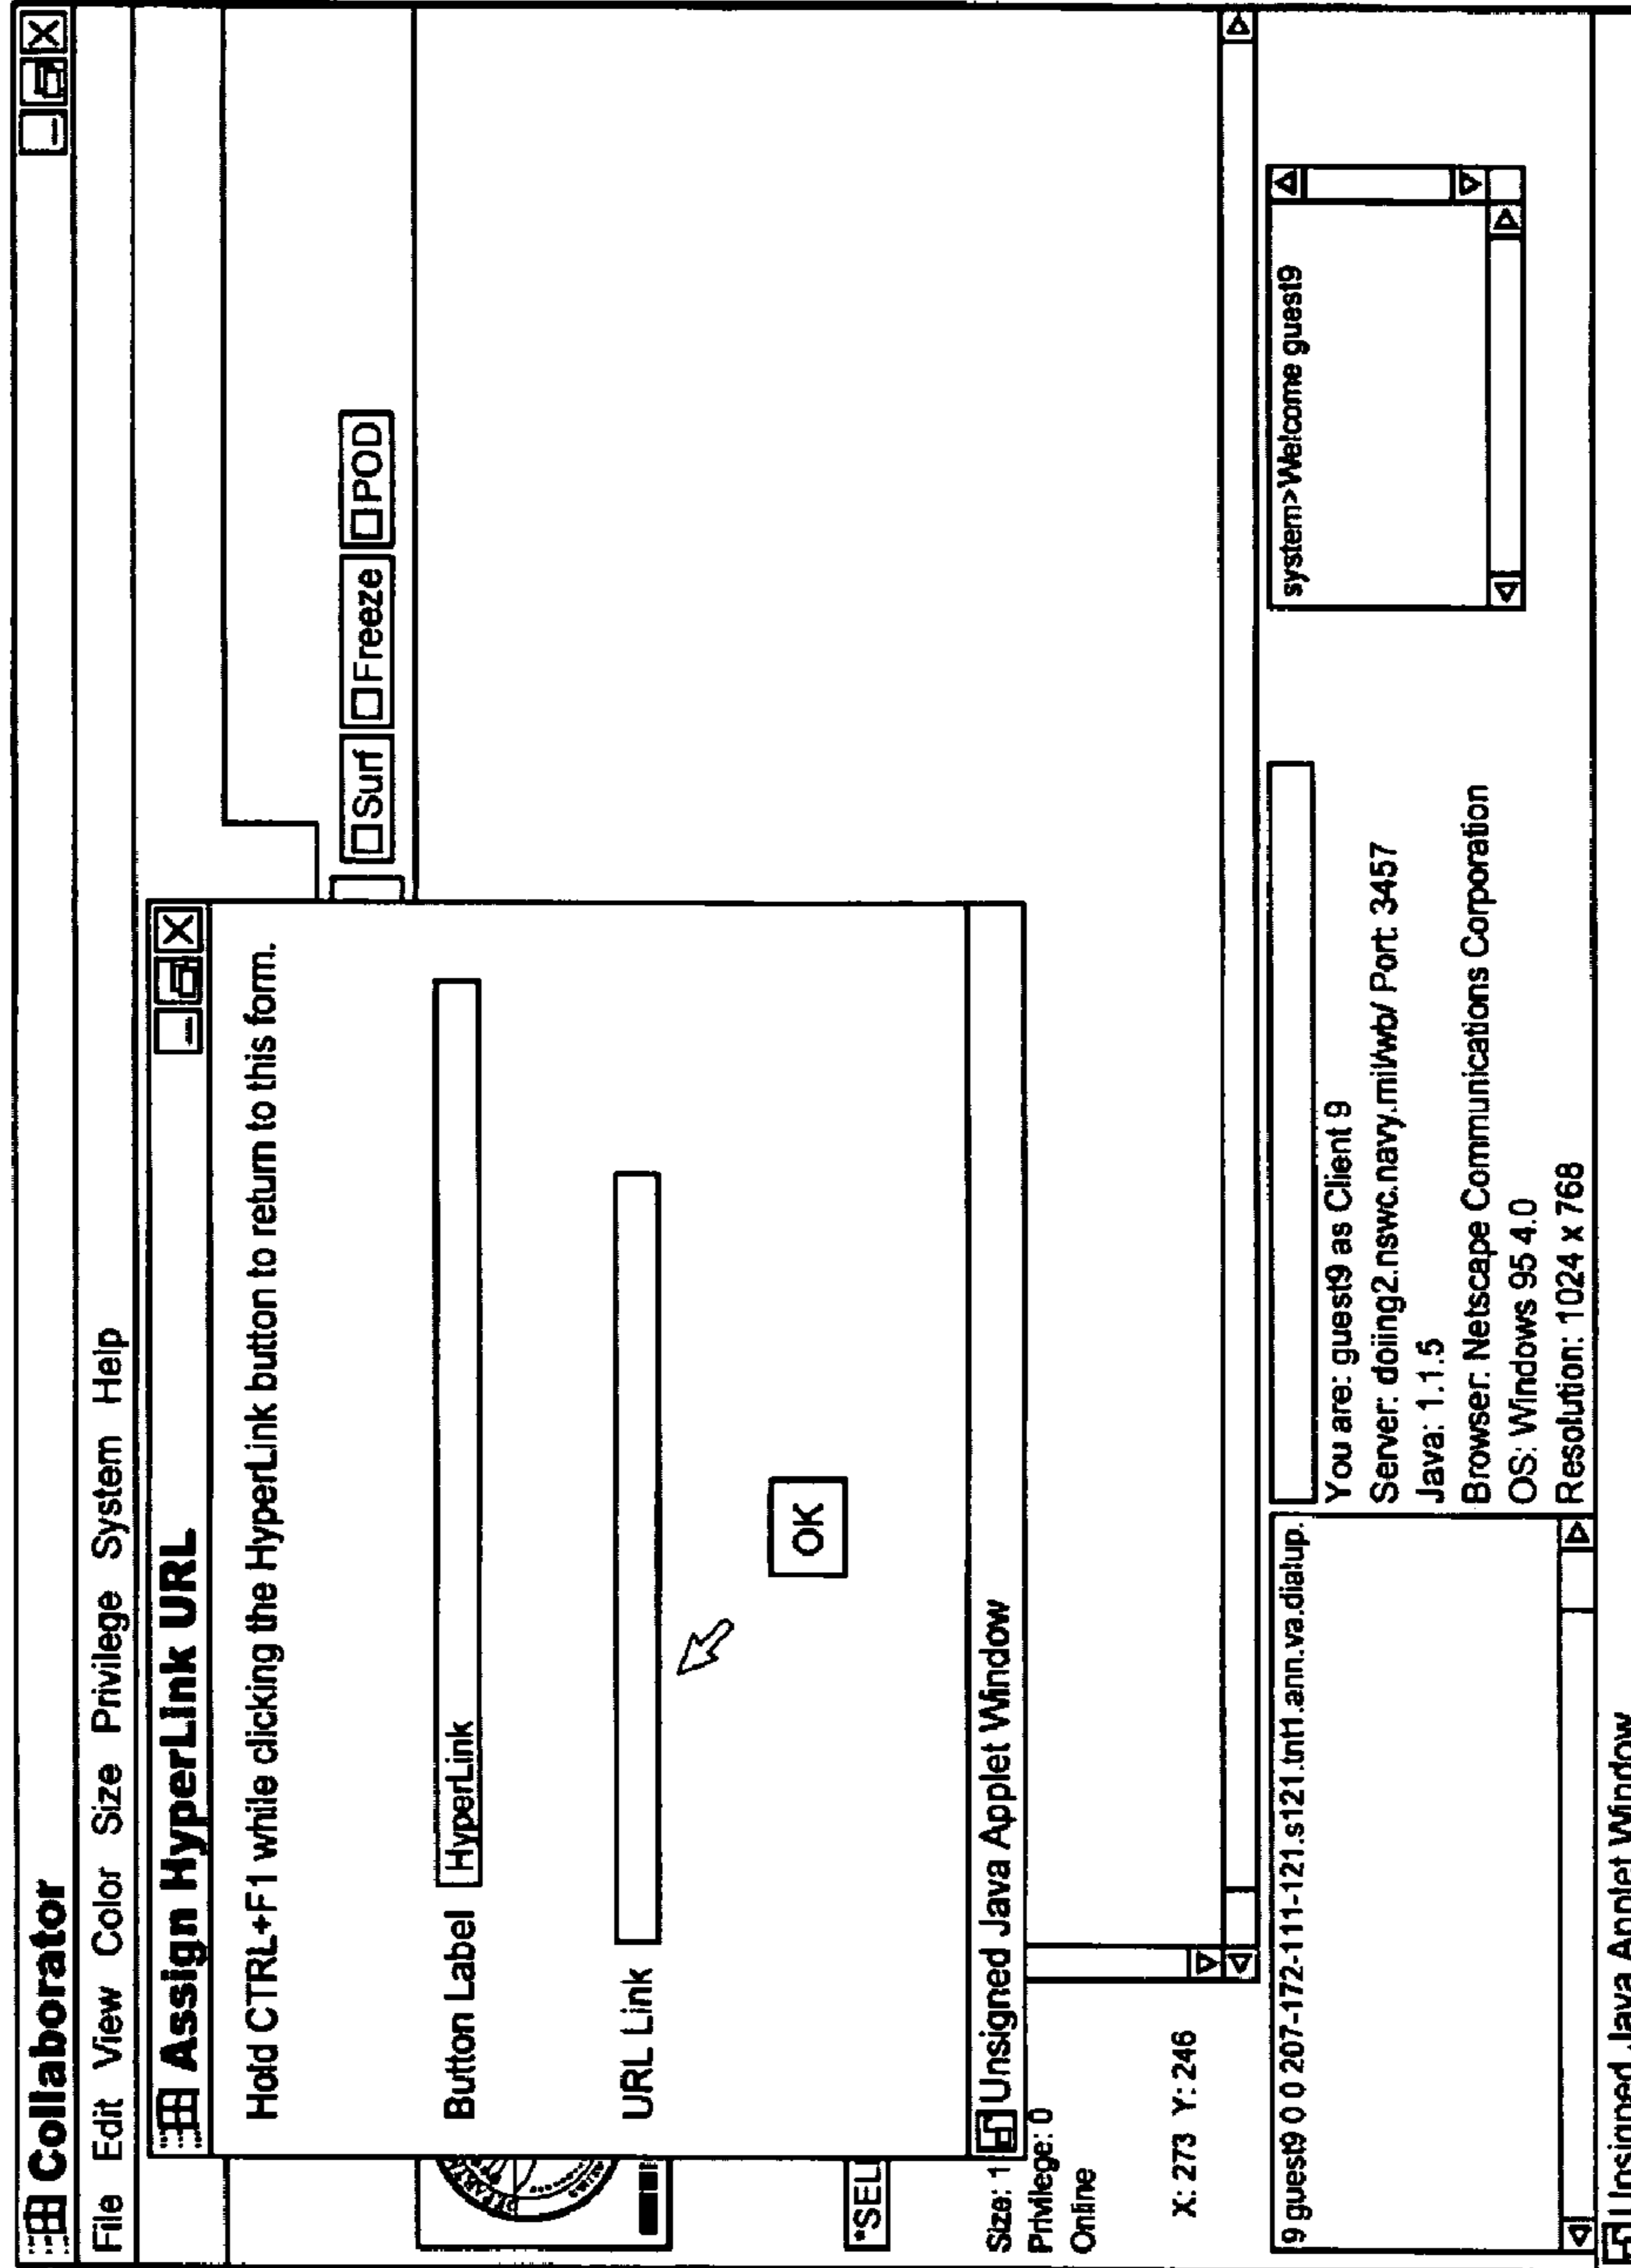 Collaborator
File Edit View Color Size Privilege System Help
Assign HyperLink URL
Hold CTRL+F1 while clicking the HyperLink button to return to this form.
Button Label HyperLink
URL Link
OK
Unsigned Java Applet Window
Surf Freeze POD
*SEL
Size: 1
Privilege: 0
Online
X: 273 Y: 246
9 guest9 0 0 207-172-111-121.s121.tnt1.ann.va.dialup.
You are: guest9 as Client 9
Server: doiing2.nswc.navy.mil/wb/ Port: 3457
Java: 1.1.5
Browser: Netscape Communications Corporation
OS: Windows 95 4.0
Resolution: 1024 x 768
system>Welcome guest9
Unsigned Java Applet Window